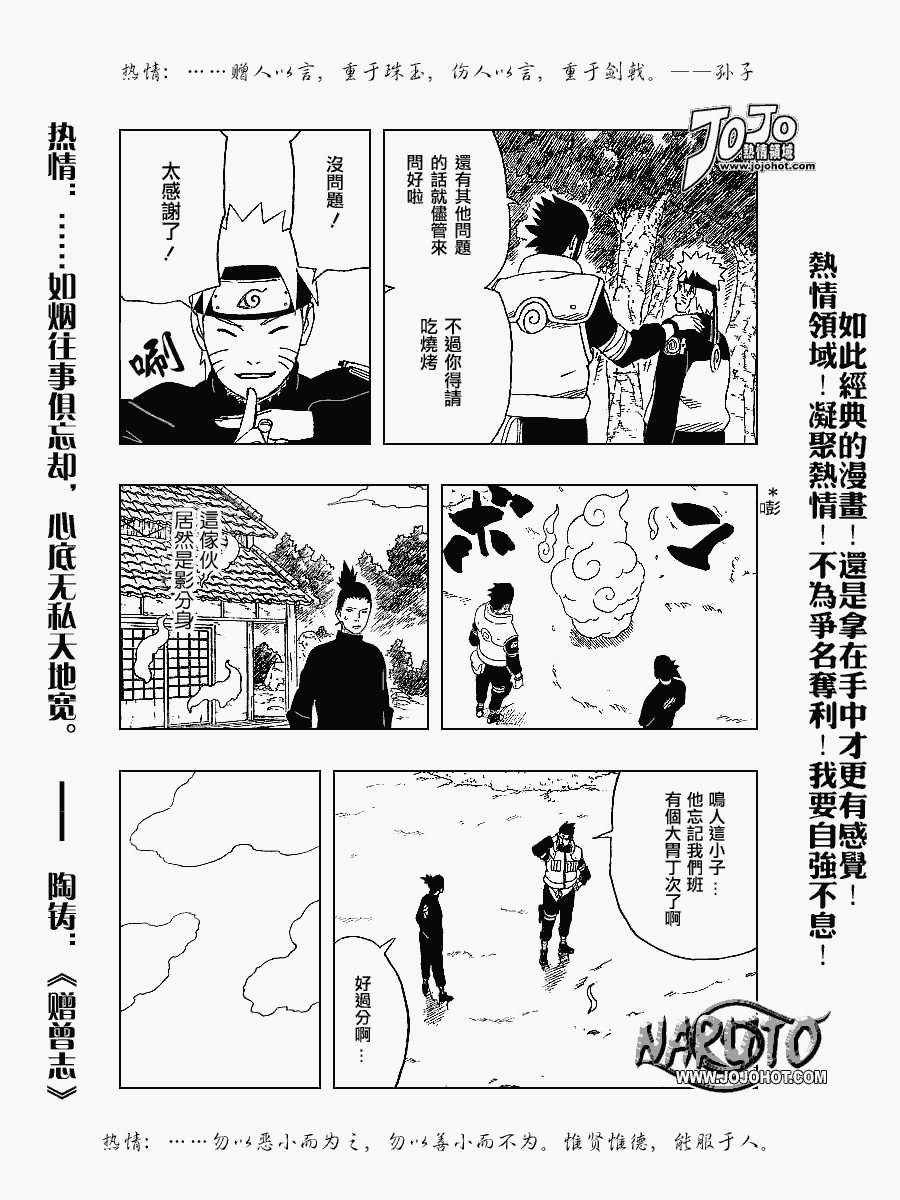 热情：……赠人以言，重于珠玉，伤人以言，重于剑戟。——孙子
JOJO
熱情領域
www.jojohot.com
還有其他問題
的話就儘管來
問好啦
不過你得請
吃燒烤
沒問題！
太感謝了！
唰
＊嘭
ボン
這傢伙
居然是影分身
鳴人這小子…
他忘記我們班
有個大胃丁次了啊
好過分啊…
如此經典的漫畫！還是拿在手中才更有感覺！
熱情領域！凝聚熱情！不為爭名奪利！我要自強不息！
热情：……如烟往事俱忘却，心底无私天地宽。——陶铸：《赠曾志》
NARUTO
WWW.JOJOHOT.COM
热情：……勿以恶小而为之，勿以善小而不为。惟贤惟德，能服于人。